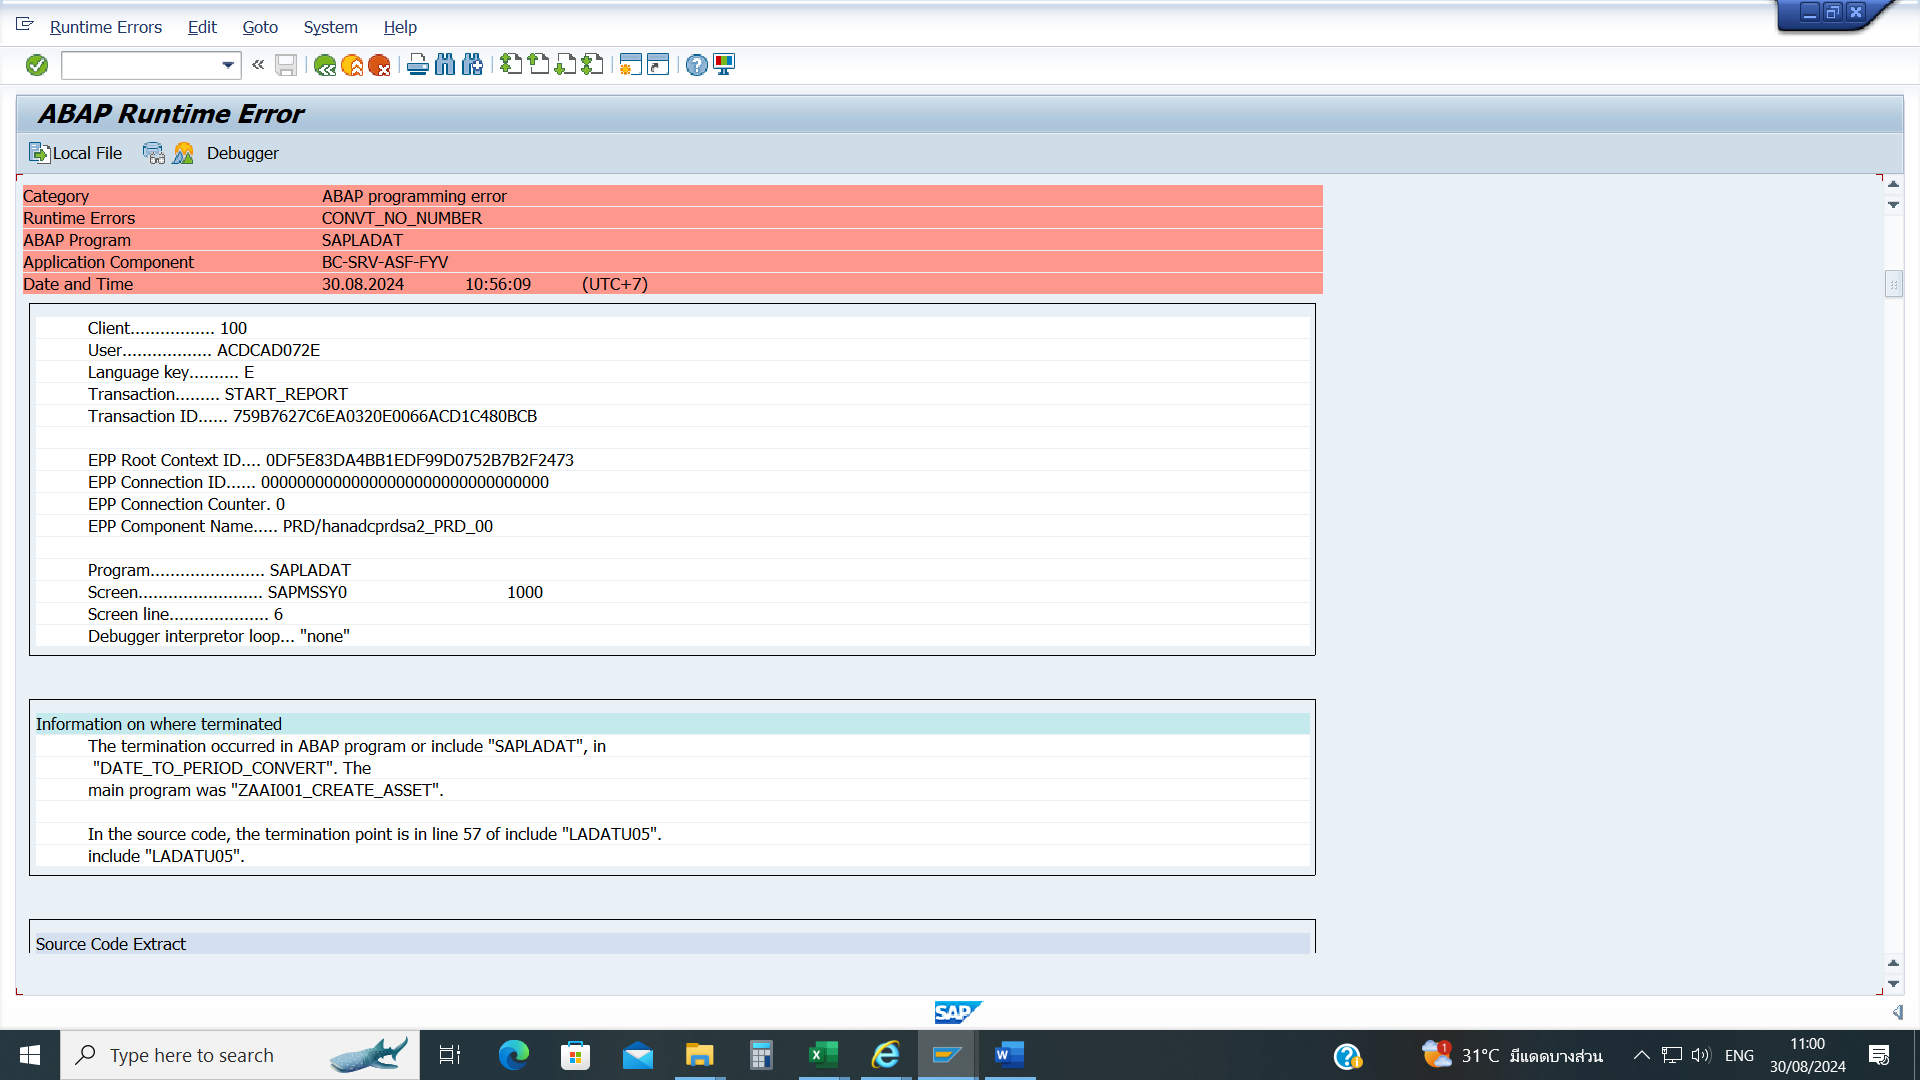 Runtime Errors Edit Goto System Help
ABAP Runtime Error
Local File Debugger
Category ABAP programming error
Runtime Errors CONVT_NO_NUMBER
ABAP Program SAPLADAT
Application Component BC-SRV-ASF-FYV
Date and Time 30.08.2024 10:56:09 (UTC+7)
Client................. 100
User.................. ACDCAD072E
Language key.......... E
Transaction......... START_REPORT
Transaction ID...... 759B7627C6EA0320E0066ACD1C480BCB
EPP Root Context ID.... 0DF5E83DA4BB1EDF99D0752B7B2F2473
EPP Connection ID...... 00000000000000000000000000000000
EPP Connection Counter. 0
EPP Component Name..... PRD/hanadcprdsa2_PRD_00
Program....................... SAPLADAT
Screen......................... SAPMSSY0 1000
Screen line.................... 6
Debugger interpretor loop... "none"
Information on where terminated
The termination occurred in ABAP program or include "SAPLADAT", in
"DATE_TO_PERIOD_CONVERT". The
main program was "ZAAI001_CREATE_ASSET".
In the source code, the termination point is in line 57 of include "LADATU05".
include "LADATU05".
Source Code Extract
SAP
Type here to search
1 31°C มีแดดบางส่วน ENG
11:00
30/08/2024